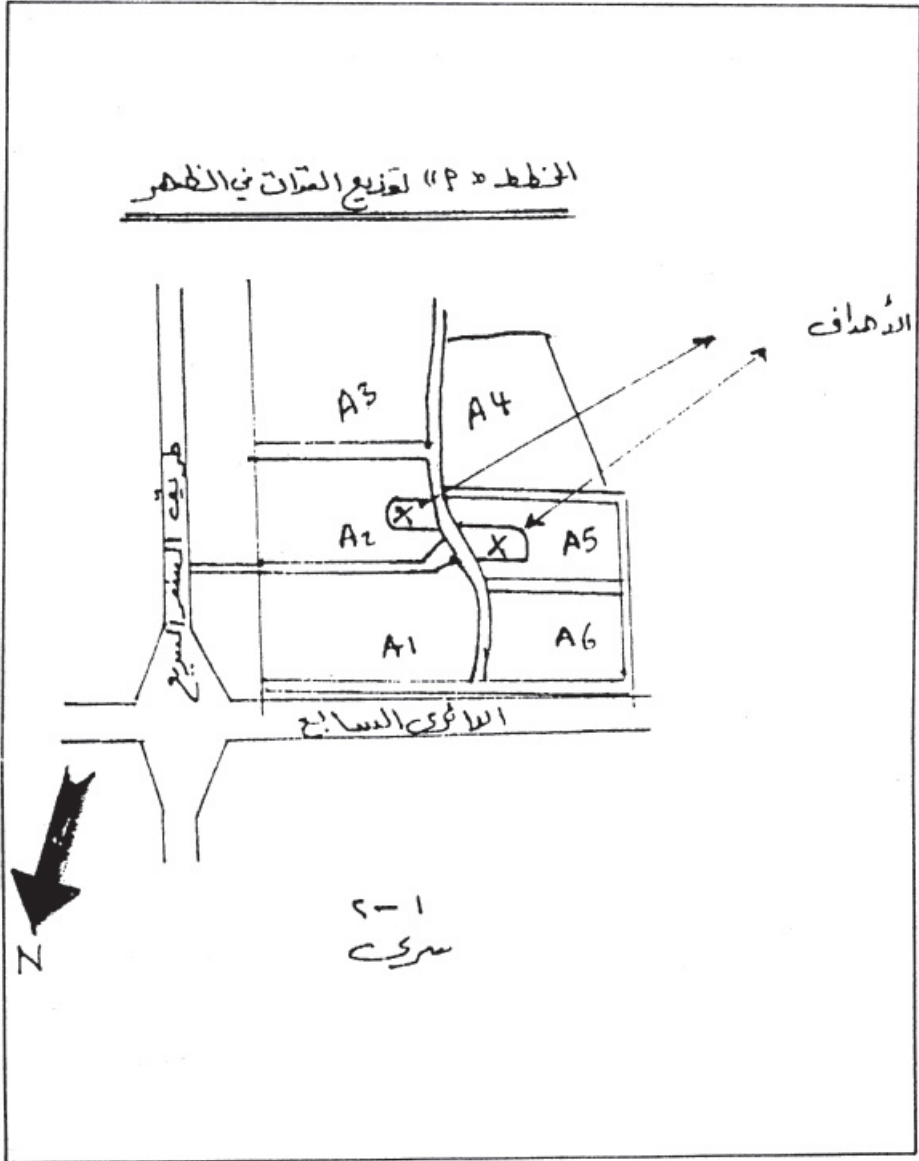 المخطط «م» لتوزيع القوات في الظهر
الأهداف
A3
A4
A2
X
X
A5
A1
A6
طريق السفر السريع
الدائري السابع
N
١-٢
سري